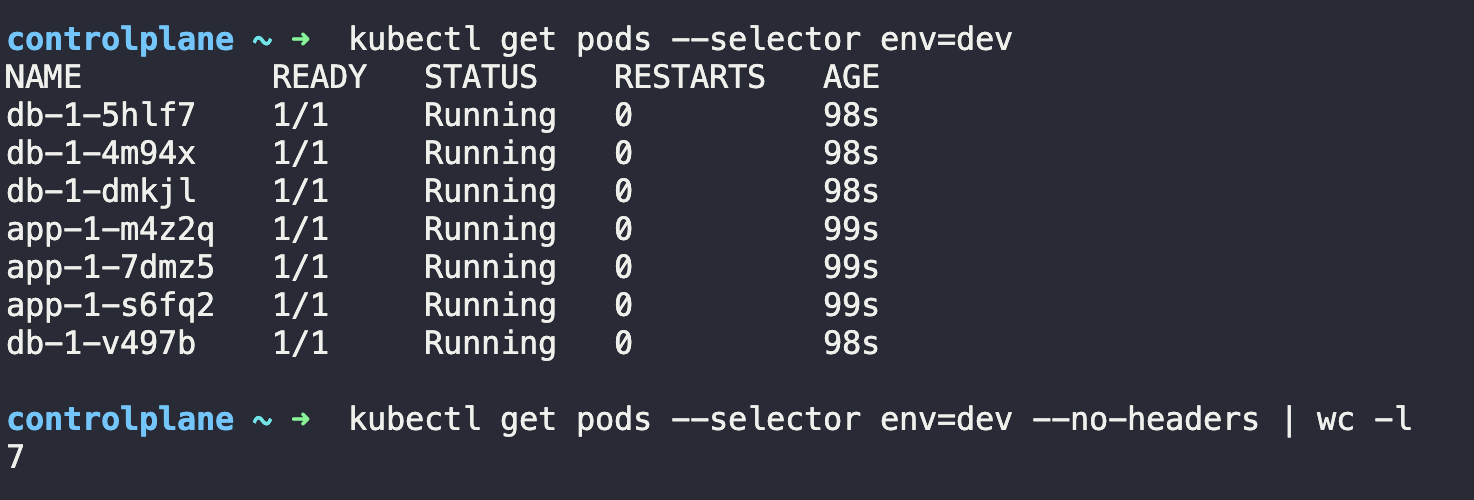 controlplane ~ ➜  kubectl get pods --selector env=dev
NAME          READY   STATUS    RESTARTS   AGE
db-1-5hlf7    1/1     Running   0          98s
db-1-4m94x    1/1     Running   0          98s
db-1-dmkjl    1/1     Running   0          98s
app-1-m4z2q   1/1     Running   0          99s
app-1-7dmz5   1/1     Running   0          99s
app-1-s6fq2   1/1     Running   0          99s
db-1-v497b    1/1     Running   0          98s
controlplane ~ ➜  kubectl get pods --selector env=dev --no-headers | wc -l
7